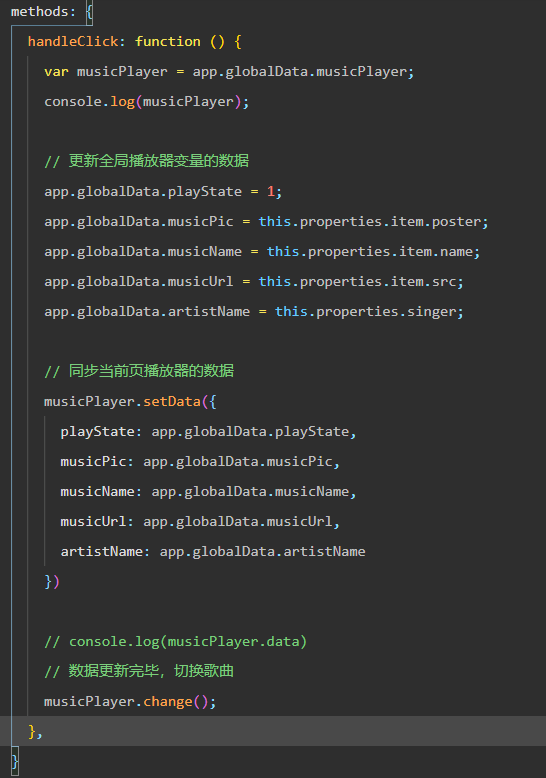 methods: {
handleClick: function () {
var musicPlayer = app.globalData.musicPlayer;
console.log(musicPlayer);
// 更新全局播放器变量的数据
app.globalData.playState = 1;
app.globalData.musicPic = this.properties.item.poster;
app.globalData.musicName = this.properties.item.name;
app.globalData.musicUrl = this.properties.item.src;
app.globalData.artistName = this.properties.singer;
// 同步当前页播放器的数据
musicPlayer.setData({
playState: app.globalData.playState,
musicPic: app.globalData.musicPic,
musicName: app.globalData.musicName,
musicUrl: app.globalData.musicUrl,
artistName: app.globalData.artistName
})
// console.log(musicPlayer.data)
// 数据更新完毕，切换歌曲
musicPlayer.change();
},
}